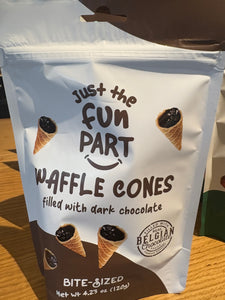 Just the
fun
PART
WAFFLE CONES
filled with dark chocolate
BELGIAN
BITE-SIZED
Net wt 4.23 oz (120g)